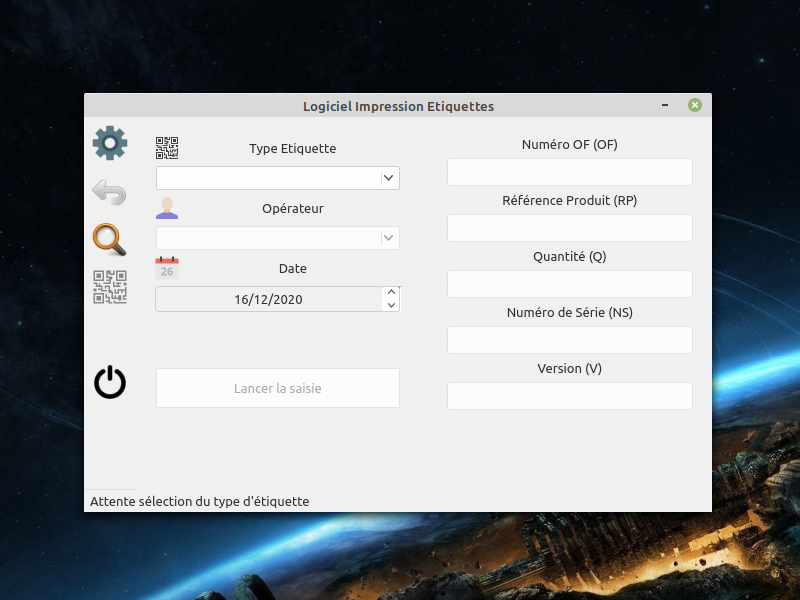 Logiciel Impression Etiquettes
Type Etiquette
Opérateur
26
Date
16/12/2020
Lancer la saisie
Numéro OF (OF)
Référence Produit (RP)
Quantité (Q)
Numéro de Série (NS)
Version (V)
Attente sélection du type d'étiquette